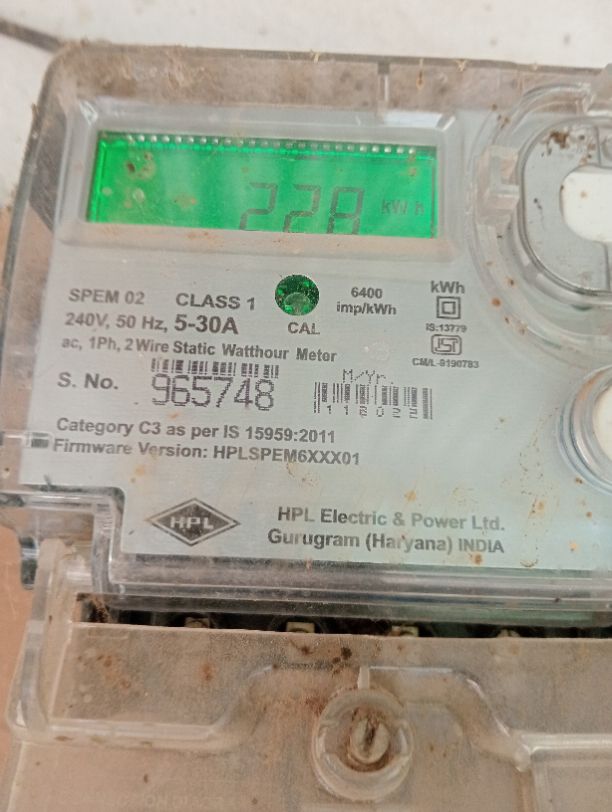 228 kWh
SPEM 02 CLASS 1 6400 kWh
240V, 50 Hz, 5-30A CAL imp/kWh IS:13779
ac, 1Ph, 2 Wire Static Watthour Meter ISI
CM/L-9190783
S. No. 965748 M/Yr.
Category C3 as per IS 15959:2011
Firmware Version: HPLSPEM6XXX01
HPL HPL Electric & Power Ltd.
Gurugram (Haryana) INDIA